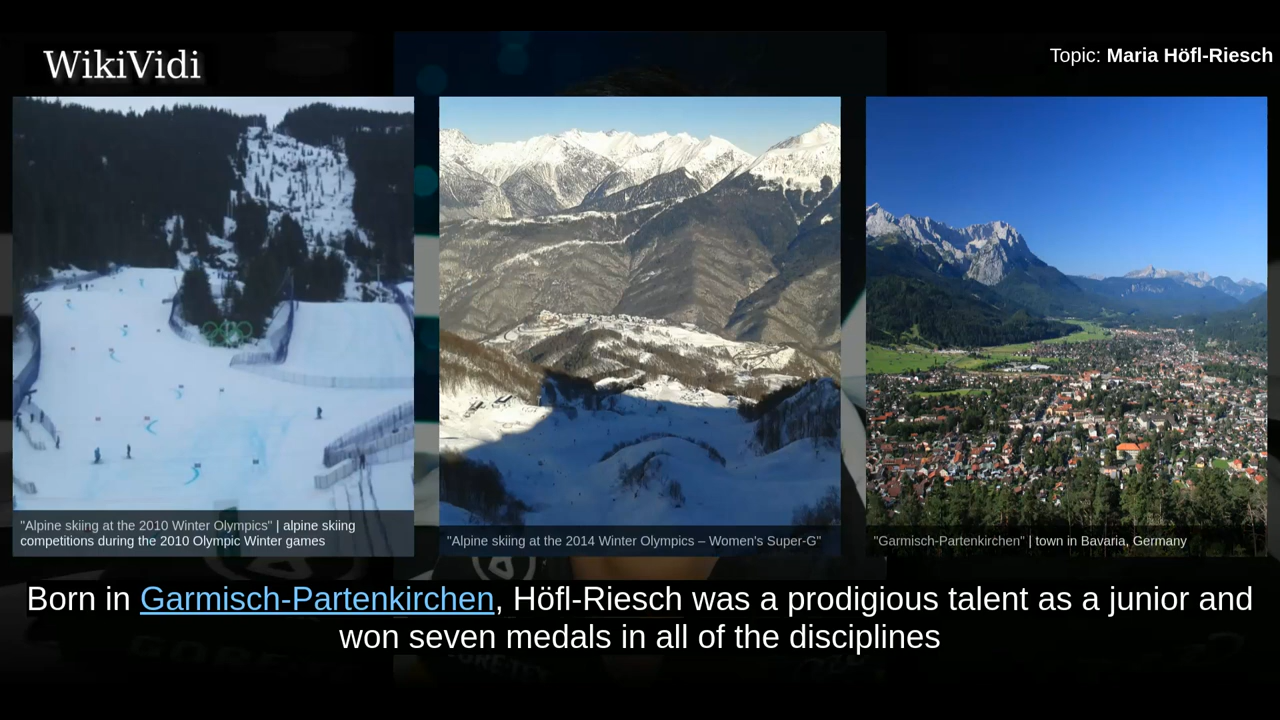 WikiVidi
Topic: Maria Höfl-Riesch
"Alpine skiing at the 2010 Winter Olympics" | alpine skiing
competitions during the 2010 Olympic Winter games
"Alpine skiing at the 2014 Winter Olympics – Women's Super-G"
"Garmisch-Partenkirchen" | town in Bavaria, Germany
Born in Garmisch-Partenkirchen, Höfl-Riesch was a prodigious talent as a junior and
won seven medals in all of the disciplines